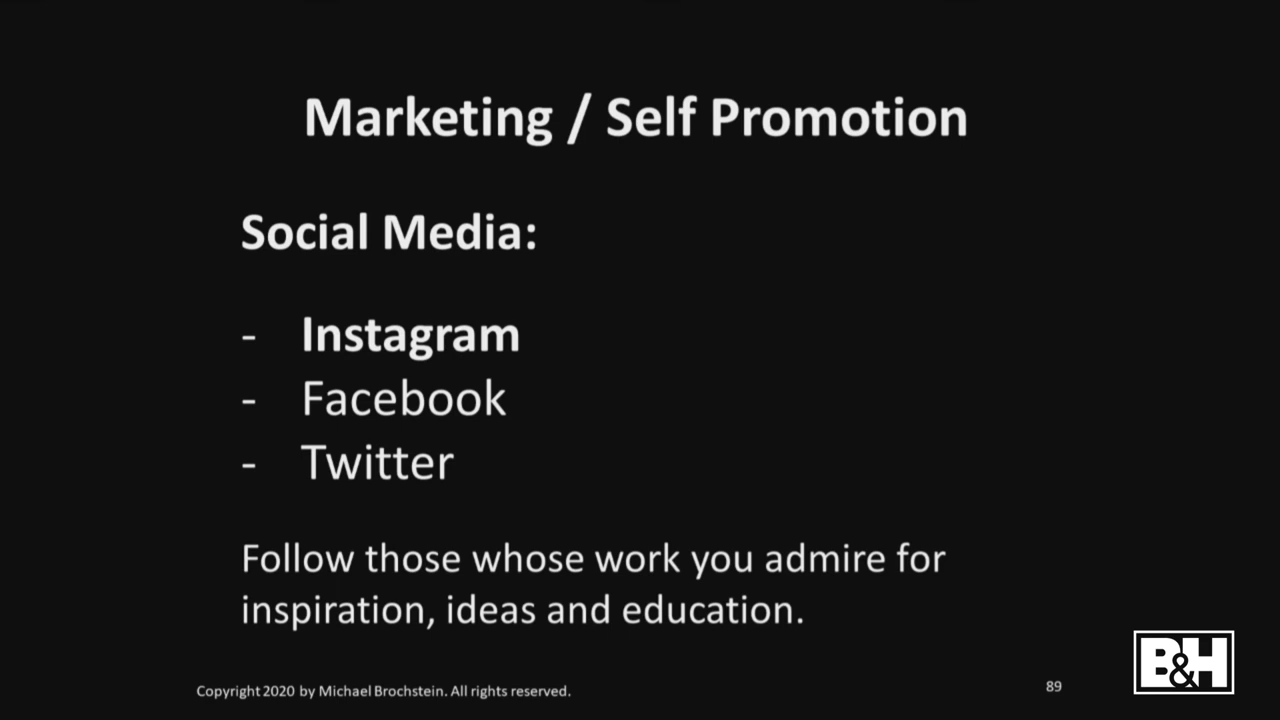 Marketing / Self Promotion
Social Media:
- Instagram
- Facebook
- Twitter
Follow those whose work you admire for
inspiration, ideas and education.
Copyright 2020 by Michael Brochstein. All rights reserved.
89
B&H